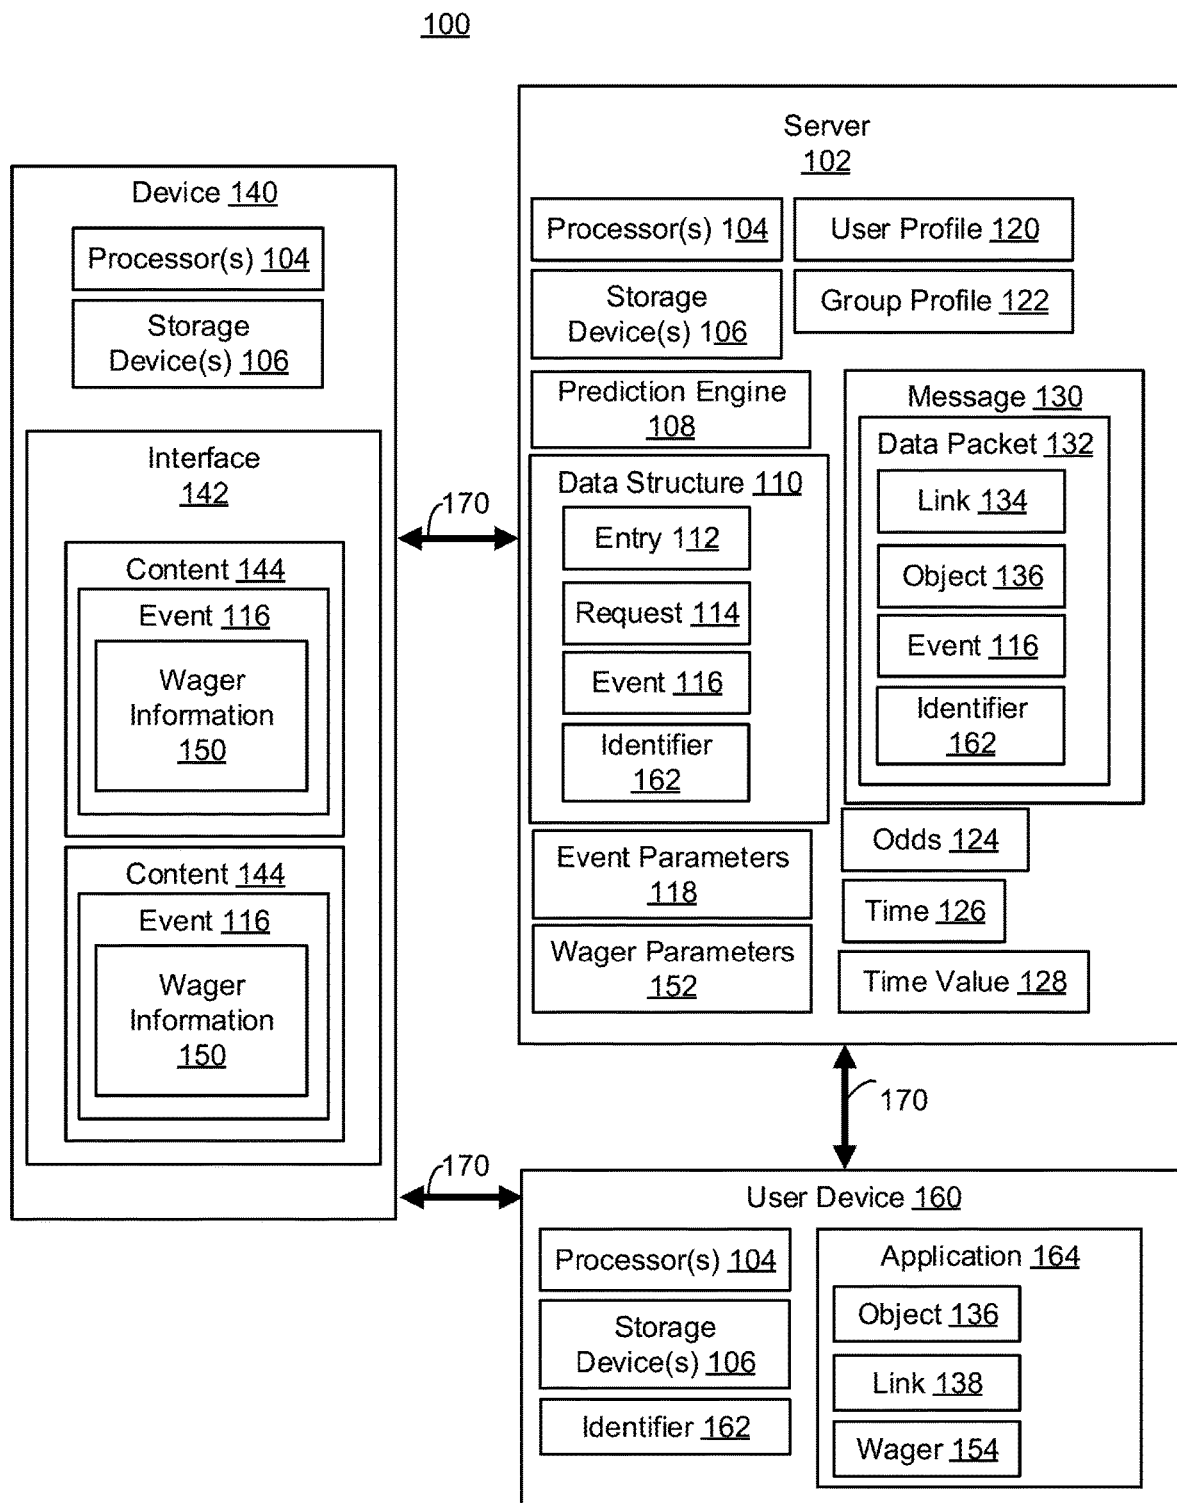 100
Device 140
Processor(s) 104
Storage
Device(s) 106
Interface
142
Content 144
Event 116
Wager
Information
150
Content 144
Event 116
Wager
Information
150
170
Server
102
Processor(s) 104
User Profile 120
Storage
Device(s) 106
Group Profile 122
Prediction Engine
108
Data Structure 110
Entry 112
Request 114
Event 116
Identifier
162
Message 130
Data Packet 132
Link 134
Object 136
Event 116
Identifier
162
Event Parameters
118
Wager Parameters
152
Odds 124
Time 126
Time Value 128
170
170
User Device 160
Processor(s) 104
Storage
Device(s) 106
Identifier 162
Application 164
Object 136
Link 138
Wager 154